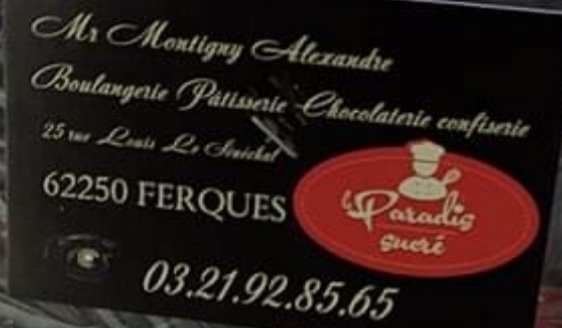 Mr Montigny Alexandre
Boulangerie Pâtisserie Chocolaterie confiserie
25 rue Louis Le Sénéchal
62250 FERQUES
Le Paradis
sucré
03.21.92.85.65